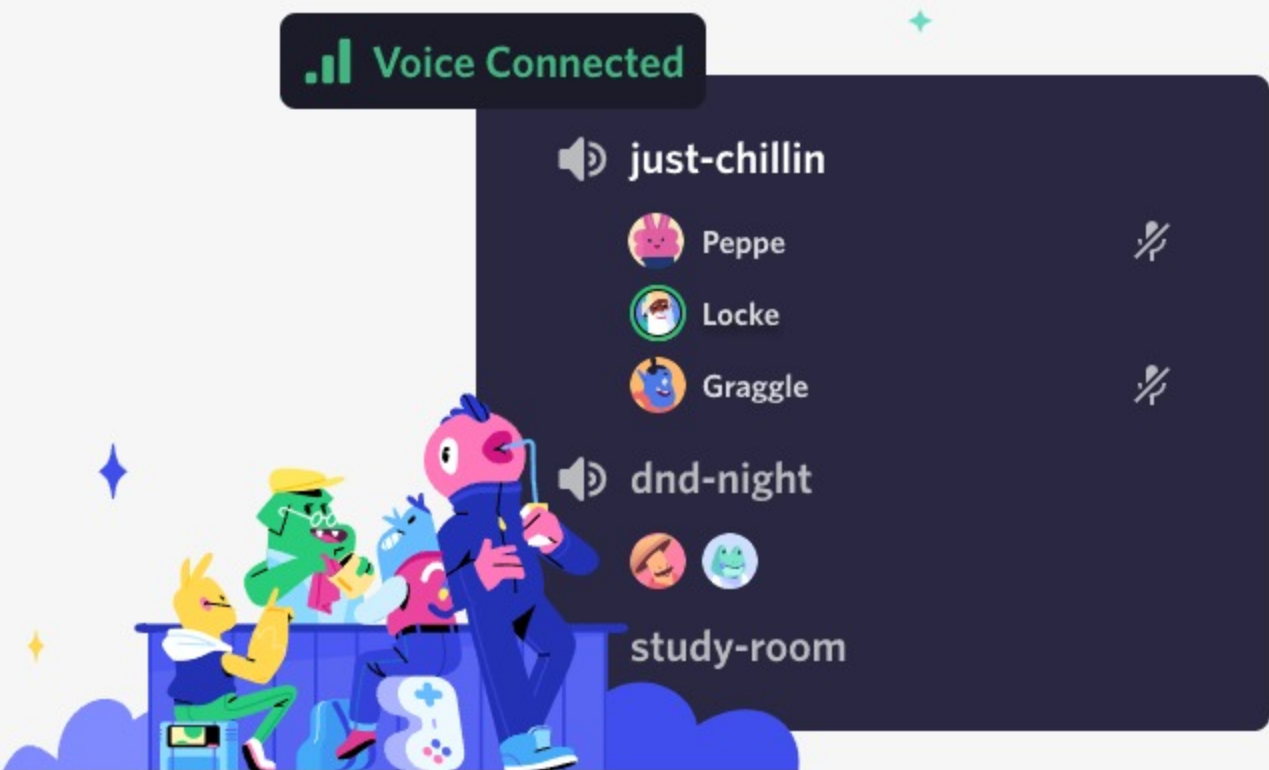 Voice Connected
just-chillin
Peppe
Locke
Graggle
dnd-night
study-room